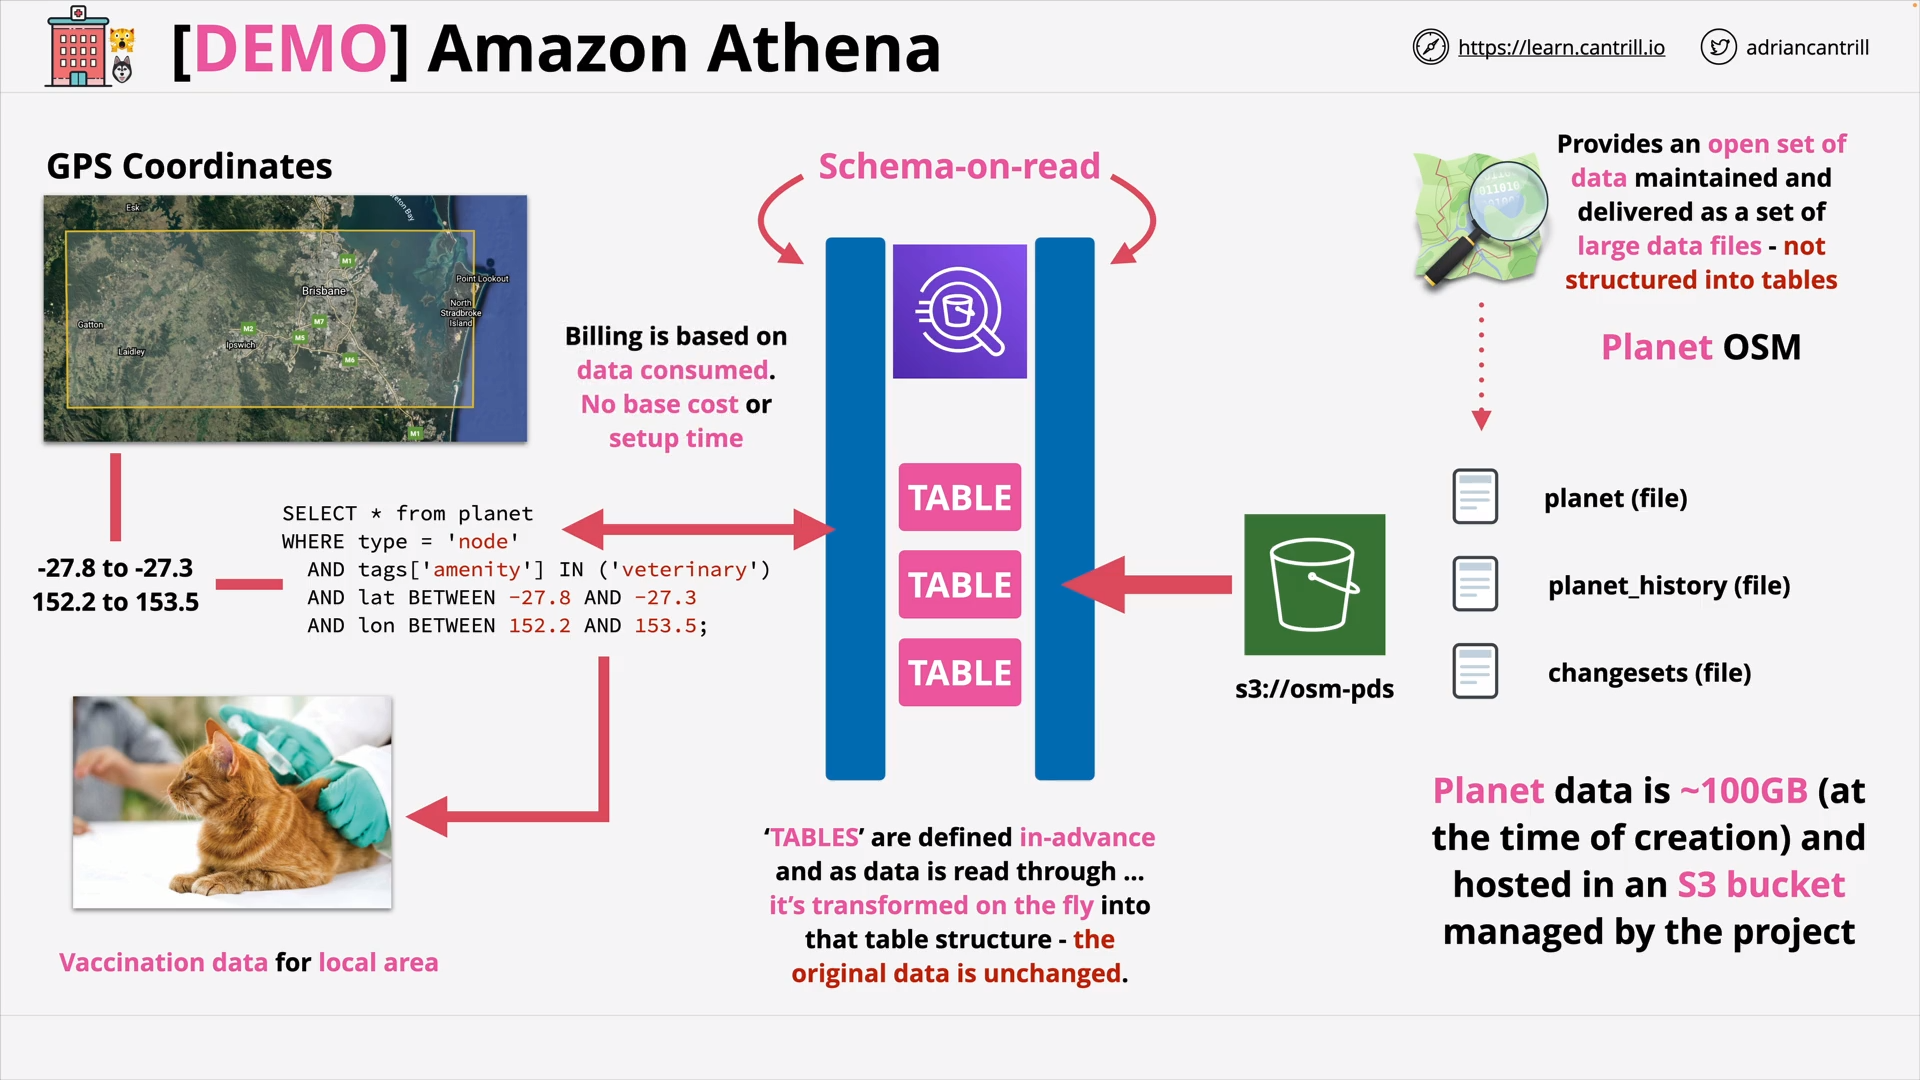 [DEMO] Amazon Athena
https://learn.cantrill.io
adriancantrill
GPS Coordinates
Esk
Brisbane
Point Lookout
North
Stradbroke
Island
Gatton
Laidley
Ipswich
M1
M2
M7
M5
M6
M1
-27.8 to -27.3
152.2 to 153.5
SELECT * from planet
WHERE type = 'node'
AND tags['amenity'] IN ('veterinary')
AND lat BETWEEN -27.8 AND -27.3
AND lon BETWEEN 152.2 AND 153.5;
Vaccination data for local area
Billing is based on
data consumed.
No base cost or
setup time
Schema-on-read
TABLE
TABLE
TABLE
'TABLES' are defined in-advance
and as data is read through ...
it's transformed on the fly into
that table structure - the
original data is unchanged.
s3://osm-pds
Provides an open set of
data maintained and
delivered as a set of
large data files - not
structured into tables
Planet OSM
planet (file)
planet_history (file)
changesets (file)
Planet data is ~100GB (at
the time of creation) and
hosted in an S3 bucket
managed by the project